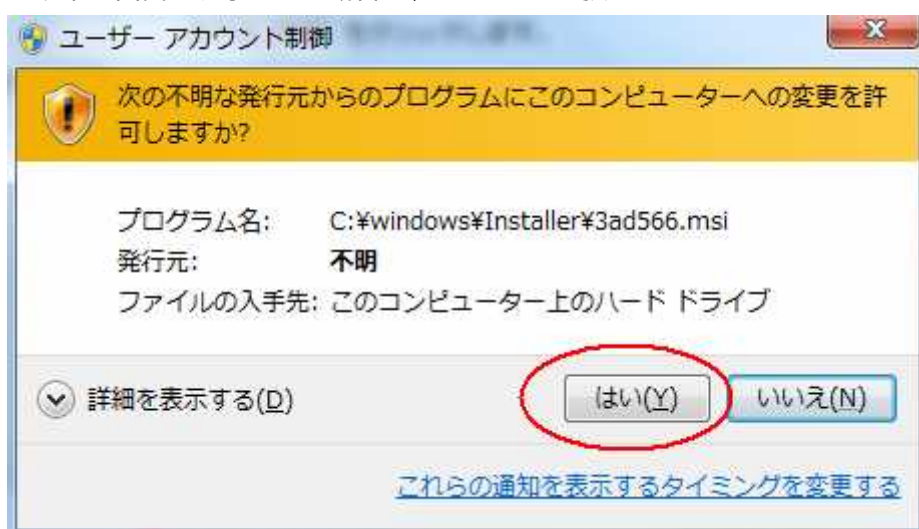 ユーザー アカウント制御
次の不明な発行元からのプログラムにこのコンピューターへの変更を許
可しますか?
プログラム名: C:¥windows¥Installer¥3ad566.msi
発行元: 不明
ファイルの入手先: このコンピューター上のハード ドライブ
詳細を表示する(D) はい(Y) いいえ(N)
これらの通知を表示するタイミングを変更する